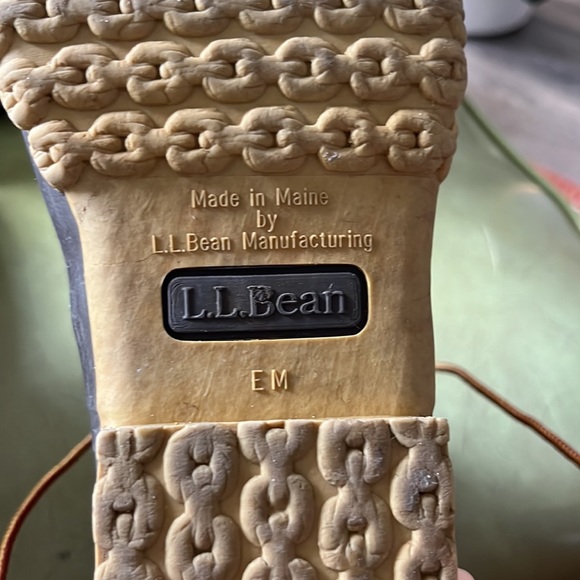 Made in Maine
by
L.L.Bean Manufacturing
L.L.Bean
EM